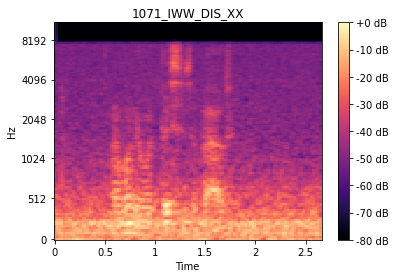 1071_IWW_DIS_XX
+0 dB
8192
-10 dB
4096
-20 dB
-30 dB
2048
Hz
-40 dB
1024
-50 dB
512
-60 dB
-70 dB
0
-80 dB
0 0.5 1 1.5 2 2.5
Time